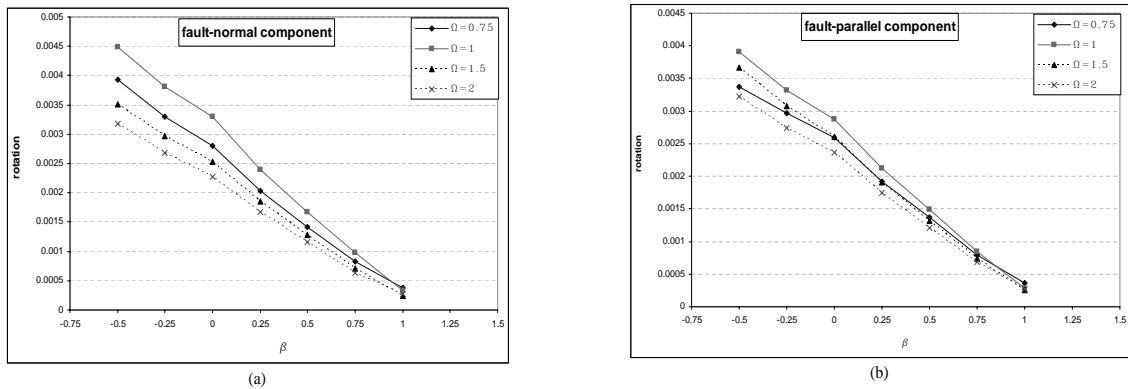 fault-normal component
rotation
0.005
0.0045
0.004
0.0035
0.003
0.0025
0.002
0.0015
0.001
0.0005
0
-0.75 -0.5 -0.25 0 0.25 0.5 0.75 1 1.5
β
Ω=0.75
Ω=1
Ω=1.5
Ω=2
(a)
fault-parallel component
rotation
0.0045
0.004
0.0035
0.003
0.0025
0.002
0.0015
0.001
0.0005
0
-0.75 -0.5 -0.25 0 0.25 0.5 0.75 1 1.25
β
Ω=0.75
Ω=1
Ω=1.5
Ω=2
(b)